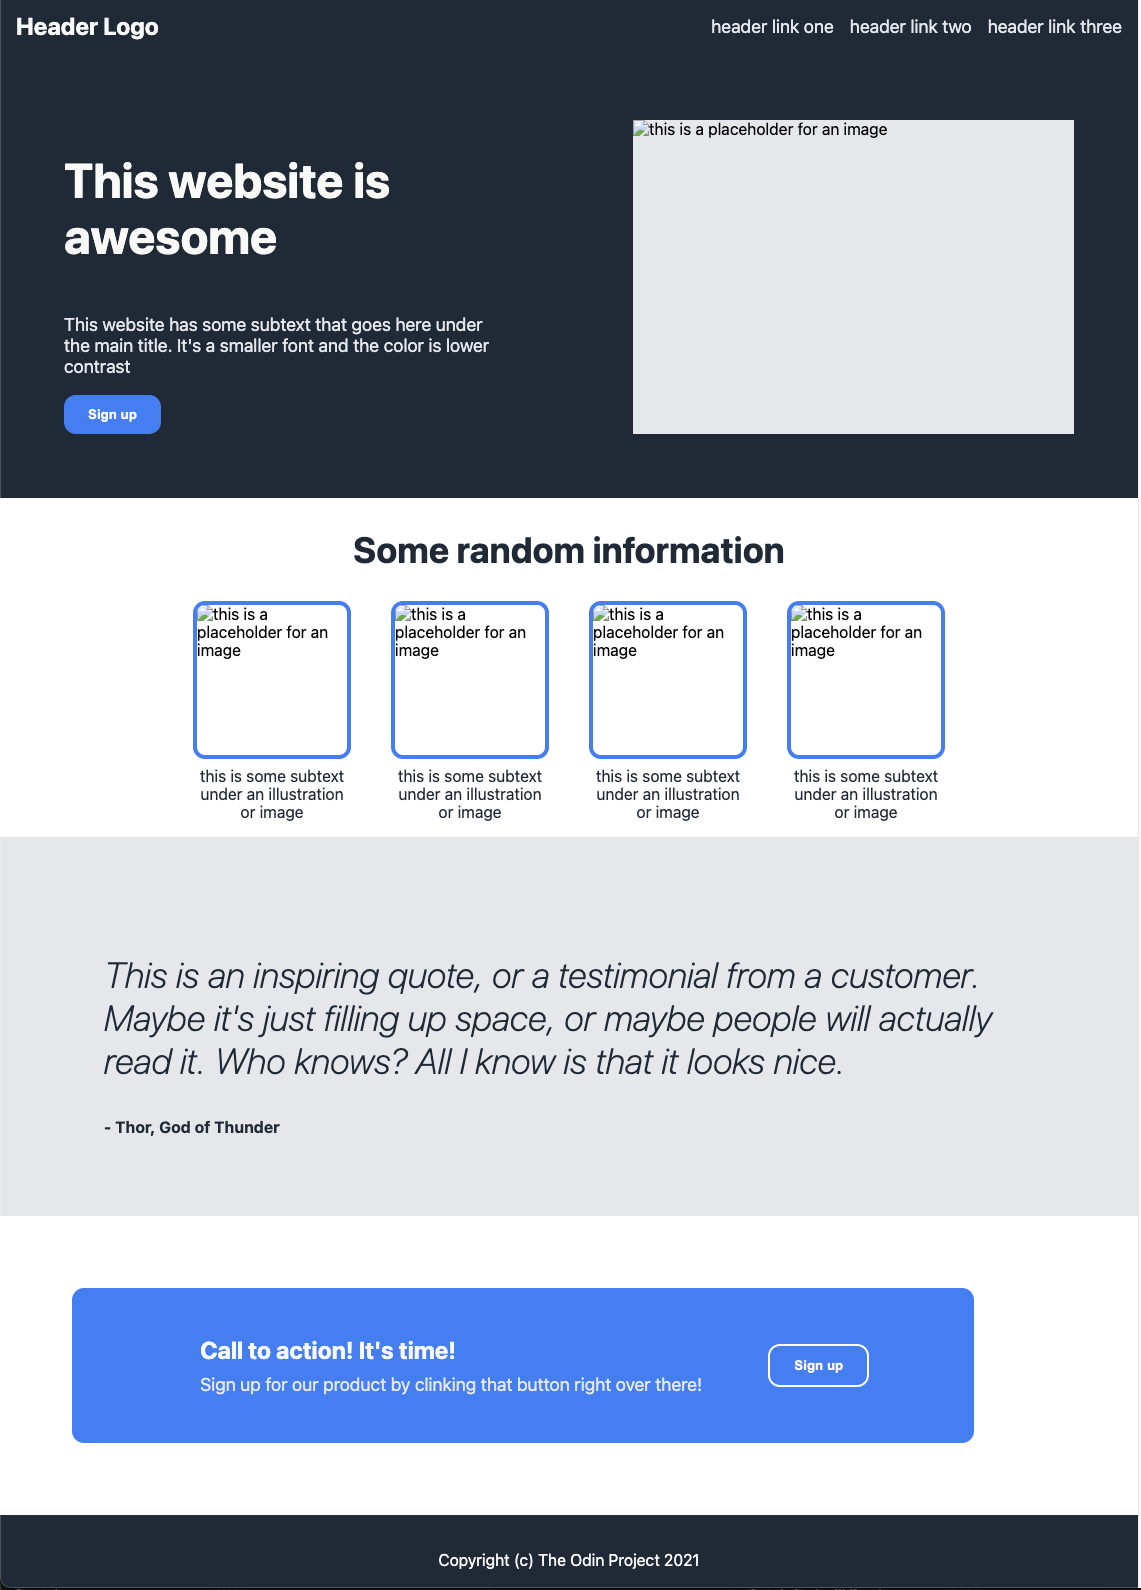 Header Logo
header link one header link two header link three
This website is
awesome
This website has some subtext that goes here under
the main title. It's a smaller font and the color is lower
contrast
Sign up
this is a placeholder for an image
Some random information
this is a
placeholder for an
image
this is some subtext
under an illustration
or image
this is a
placeholder for an
image
this is some subtext
under an illustration
or image
this is a
placeholder for an
image
this is some subtext
under an illustration
or image
this is a
placeholder for an
image
this is some subtext
under an illustration
or image
This is an inspiring quote, or a testimonial from a customer.
Maybe it's just filling up space, or maybe people will actually
read it. Who knows? All I know is that it looks nice.
- Thor, God of Thunder
Call to action! It's time!
Sign up for our product by clinking that button right over there!
Sign up
Copyright (c) The Odin Project 2021